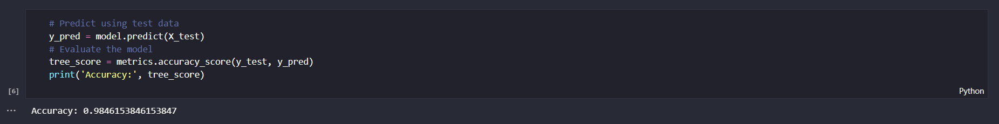 # Predict using test data
y_pred = model.predict(X_test)
# Evaluate the model
tree_score = metrics.accuracy_score(y_test, y_pred)
print('Accuracy:', tree_score)
[6]
Python
... Accuracy: 0.9846153846153847